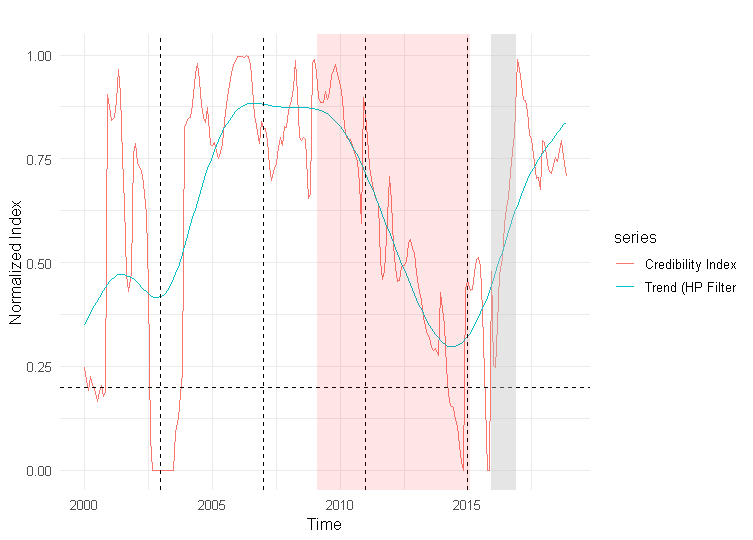 Normalized Index
1.00
0.75
0.50
0.25
0.00
2000
2005
2010
2015
Time
series
Credibility Index
Trend (HP Filter